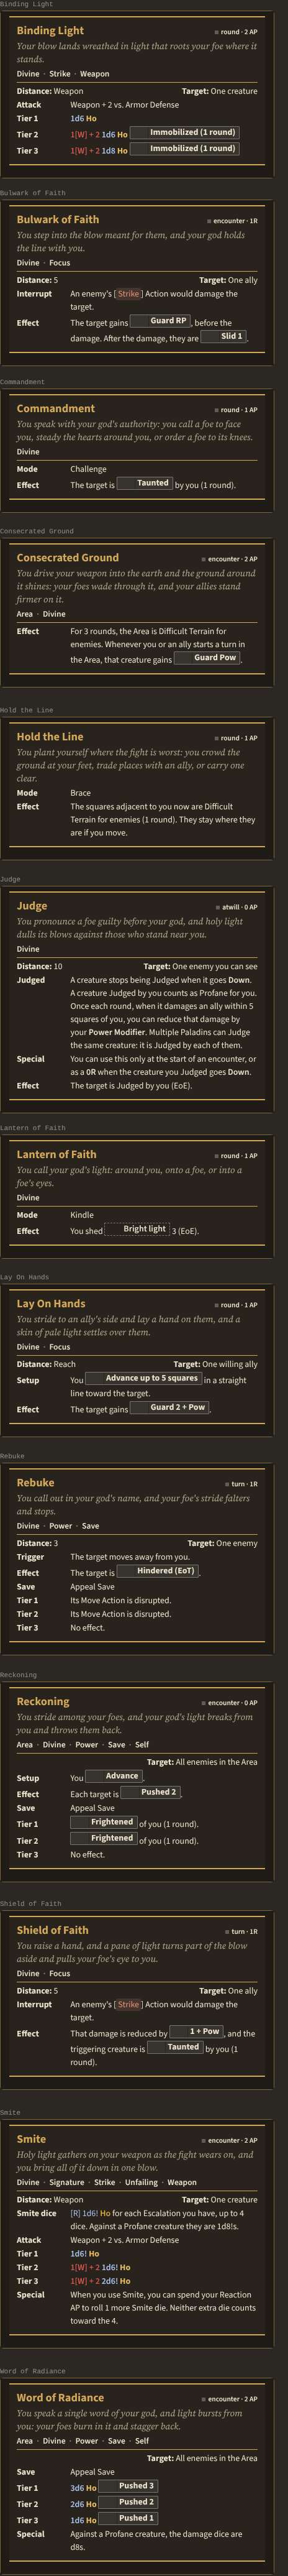 Binding Light
Binding Light
■ round · 2 AP
Your blow lands wreathed in light that roots your foe where it
stands.
Divine · Strike · Weapon
Distance: Weapon Target: One creature
Attack Weapon + 2 vs. Armor Defense
Tier 1 1d6 Ho
Tier 2 1[W] + 2 1d6 Ho Immobilized (1 round)
Tier 3 1[W] + 2 1d8 Ho Immobilized (1 round)
Bulwark of Faith
Bulwark of Faith
■ encounter · 1R
You step into the blow meant for them, and your god holds
the line with you.
Divine · Focus
Distance: 5 Target: One ally
Interrupt An enemy's [Strike] Action would damage the
target.
Effect The target gains Guard RP, before the
damage. After the damage, they are Slid 1.
Commandment
Commandment
■ round · 1 AP
You speak with your god's authority: you call a foe to face
you, steady the hearts around you, or order a foe to its knees.
Divine
Mode Challenge
Effect The target is Taunted by you (1 round).
Consecrated Ground
Consecrated Ground
■ encounter · 2 AP
You drive your weapon into the earth and the ground around
it shines: your foes wade through it, and your allies stand
firmer on it.
Area · Divine
Effect For 3 rounds, the Area is Difficult Terrain for
enemies. Whenever you or an ally starts a turn in
the Area, that creature gains Guard Pow.
Hold the Line
Hold the Line
■ round · 1 AP
You plant yourself where the fight is worst: you crowd the
ground at your feet, trade places with an ally, or carry one
clear.
Mode Brace
Effect The squares adjacent to you now are Difficult
Terrain for enemies (1 round). They stay where they
are if you move.
Judge
Judge
■ atwill · 0 AP
You pronounce a foe guilty before your god, and holy light
dulls its blows against those who stand near you.
Divine
Distance: 10 Target: One enemy you can see
Judged A creature stops being Judged when it goes Down.
A creature Judged by you counts as Profane for you.
Once each round, when it damages an ally within 5
squares of you, you can reduce that damage by
your Power Modifier. Multiple Paladins can Judge
the same creature: it is Judged by each of them.
Special You can use this only at the start of an encounter, or
as a 0R when the creature you Judged goes Down.
Effect The target is Judged by you (EoE).
Lantern of Faith
Lantern of Faith
■ round · 1 AP
You call your god's light: around you, onto a foe, or into a
foe's eyes.
Divine
Mode Kindle
Effect You shed Bright light 3 (EoE).
Lay On Hands
Lay On Hands
■ round · 1 AP
You stride to an ally's side and lay a hand on them, and a
skin of pale light settles over them.
Divine · Focus
Distance: Reach Target: One willing ally
Setup You Advance up to 5 squares in a straight
line toward the target.
Effect The target gains Guard 2 + Pow.
Rebuke
Rebuke
■ turn · 1R
You call out in your god's name, and your foe's stride falters
and stops.
Divine · Power · Save
Distance: 3 Target: One enemy
Trigger The target moves away from you.
Effect The target is Hindered (EoT).
Save Appeal Save
Tier 1 Its Move Action is disrupted.
Tier 2 Its Move Action is disrupted.
Tier 3 No effect.
Reckoning
Reckoning
■ encounter · 0 AP
You stride among your foes, and your god's light breaks from
you and throws them back.
Area · Divine · Power · Save · Self
Target: All enemies in the Area
Setup You Advance.
Effect Each target is Pushed 2.
Save Appeal Save
Tier 1 Frightened of you (1 round).
Tier 2 Frightened of you (1 round).
Tier 3 No effect.
Shield of Faith
Shield of Faith
■ turn · 1R
You raise a hand, and a pane of light turns part of the blow
aside and pulls your foe's eye to you.
Divine · Focus
Distance: 5 Target: One ally
Interrupt An enemy's [Strike] Action would damage the
target.
Effect That damage is reduced by 1 + Pow, and the
triggering creature is Taunted by you (1
round).
Smite
Smite
■ encounter · 2 AP
Holy light gathers on your weapon as the fight wears on, and
you bring all of it down in one blow.
Divine · Signature · Strike · Unfailing · Weapon
Distance: Weapon Target: One creature
Smite dice [R] 1d6! Ho for each Escalation you have, up to 4
dice. Against a Profane creature they are 1d8!s.
Attack Weapon + 2 vs. Armor Defense
Tier 1 1d6! Ho
Tier 2 1[W] + 2 1d6! Ho
Tier 3 1[W] + 2 2d6! Ho
Special When you use Smite, you can spend your Reaction
AP to roll 1 more Smite die. Neither extra die counts
toward the 4.
Word of Radiance
Word of Radiance
■ encounter · 2 AP
You speak a single word of your god, and light bursts from
you: your foes burn in it and stagger back.
Area · Divine · Power · Save · Self
Target: All enemies in the Area
Save Appeal Save
Tier 1 3d6 Ho Pushed 3
Tier 2 2d6 Ho Pushed 2
Tier 3 1d6 Ho Pushed 1
Special Against a Profane creature, the damage dice are
d8s.